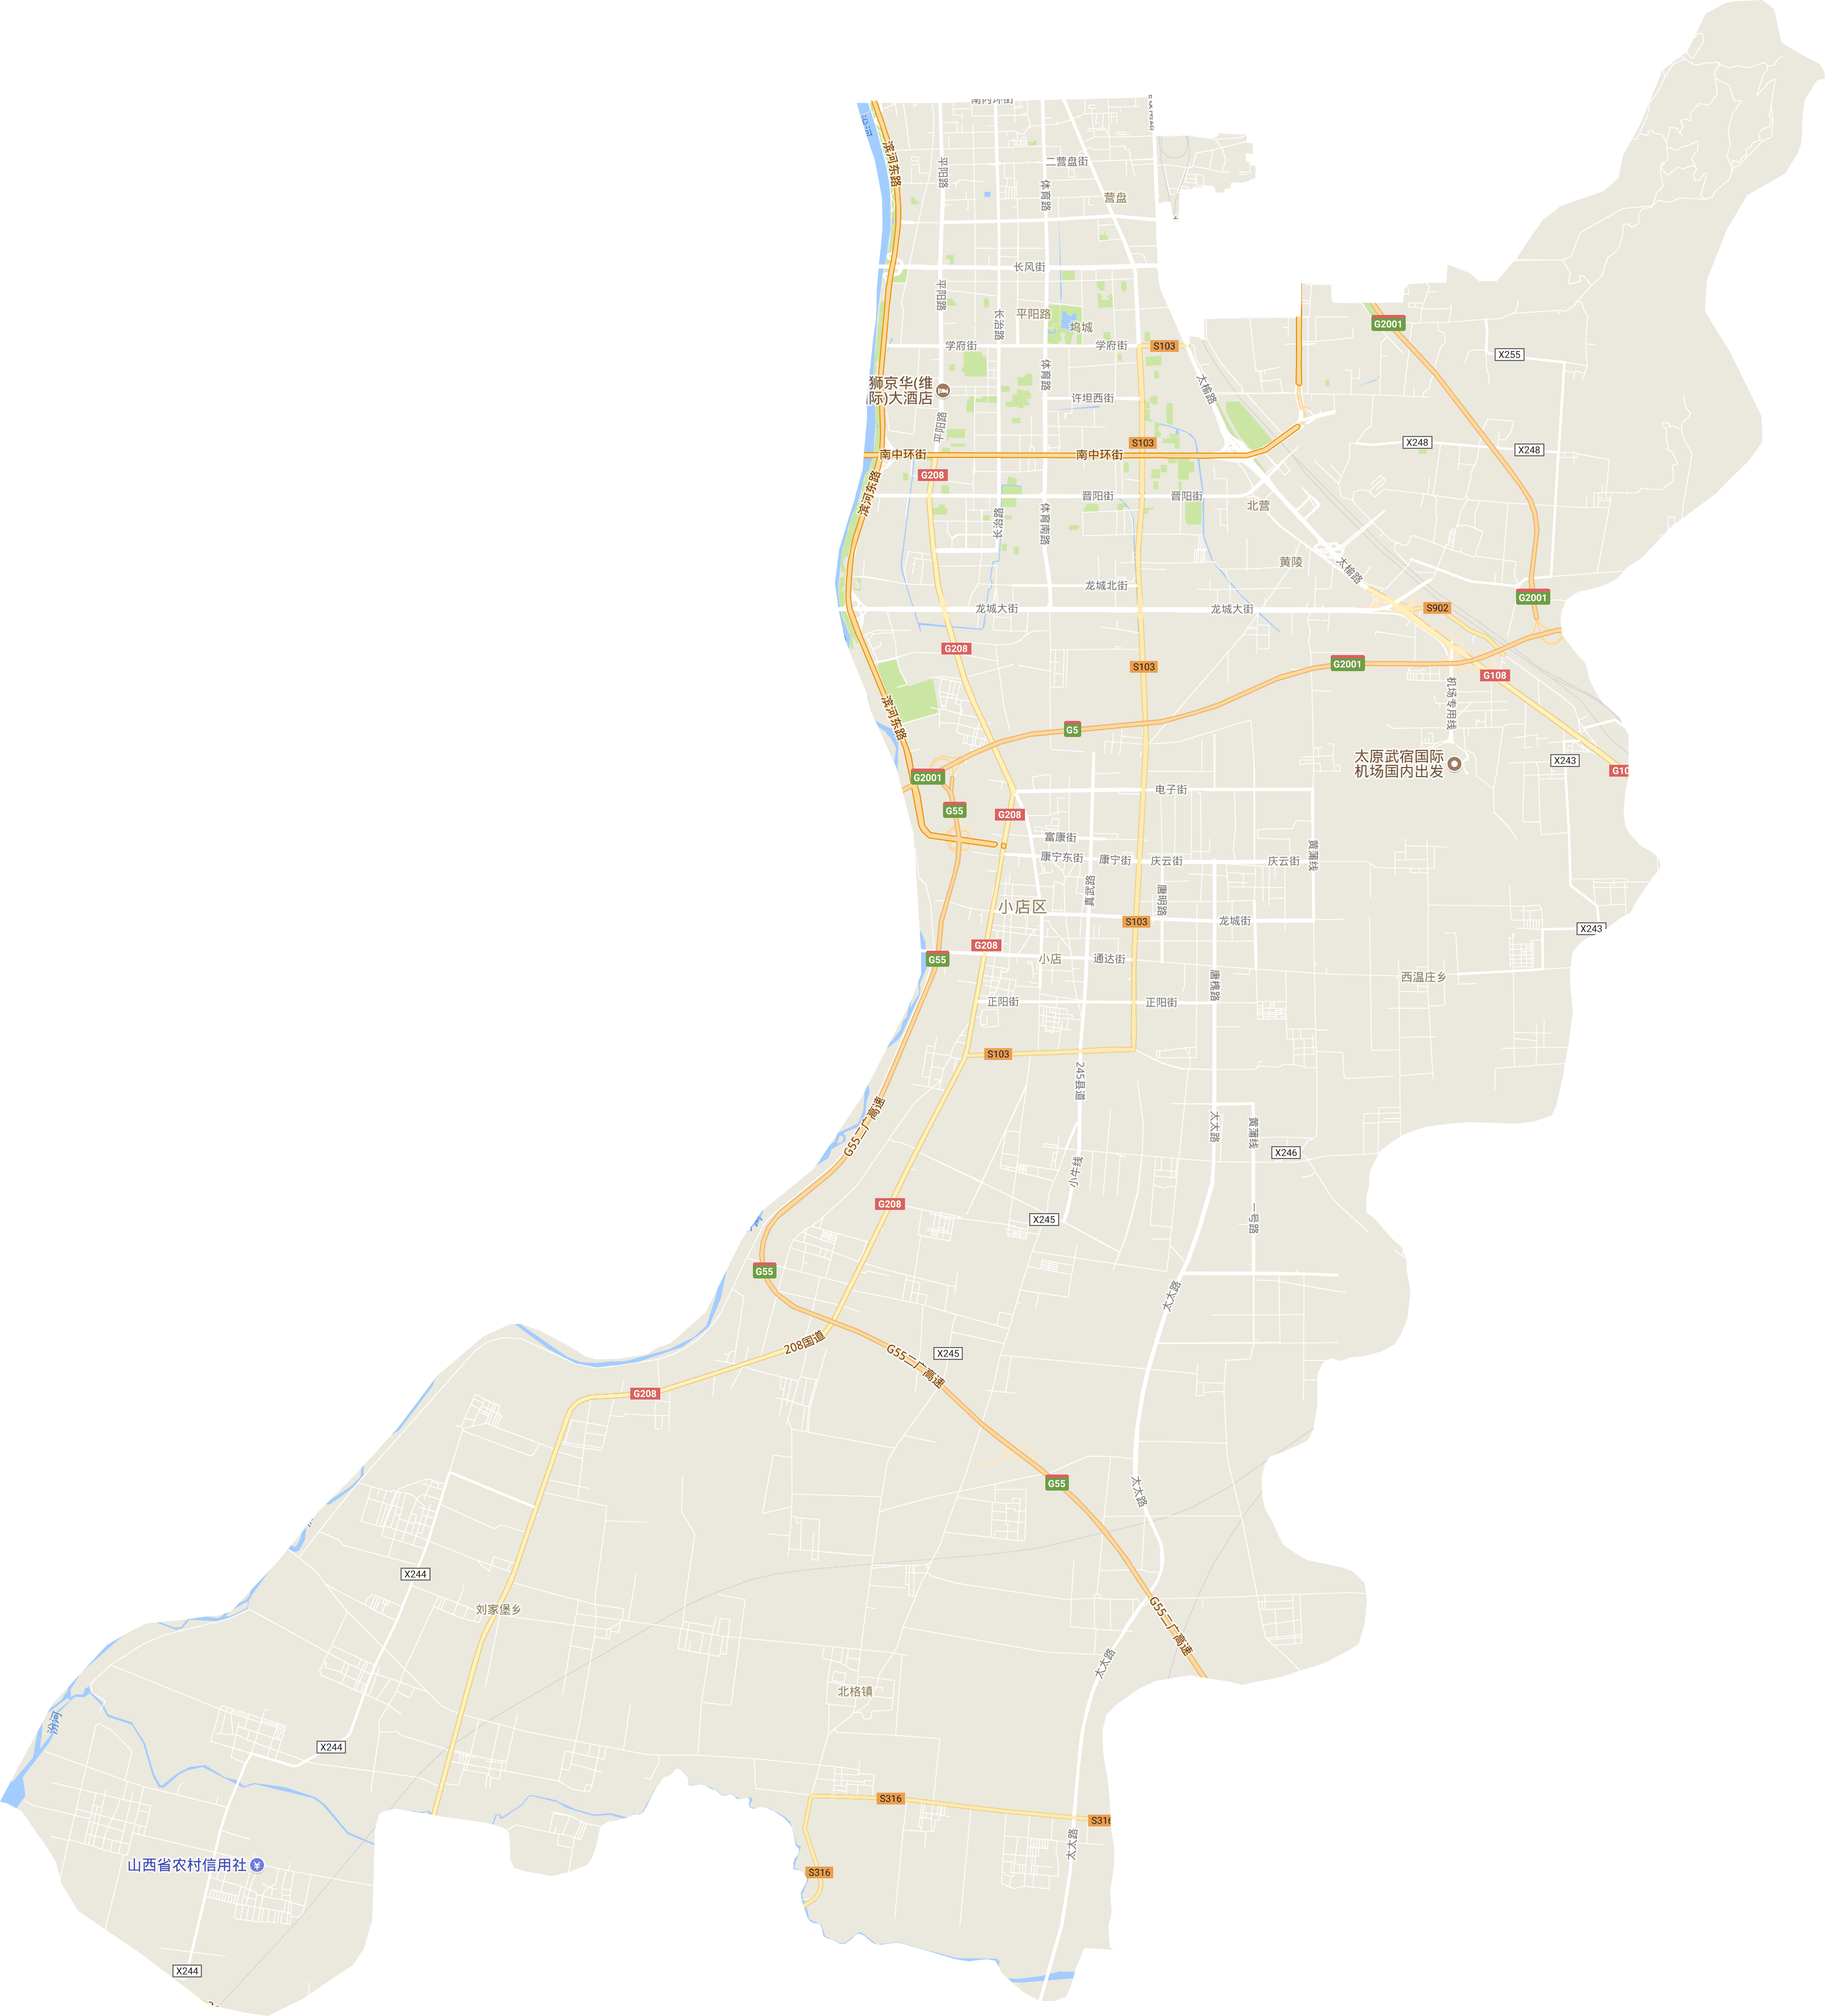 南内环街
汾河
滨河东路
平阳路
二营盘街
体育路
营盘
长风街
平阳路
长治路
平阳路
坞城
G2001
学府街
学府街
S103
X255
体育路
太榆路
狮京华(维
际)大酒店
许坦西街
平阳路
S103
X248
X248
南中环街
南中环街
G208
滨河东路
晋阳街
晋阳街
北营
长治路
体育南路
黄陵
太榆路
龙城北街
G2001
龙城大街
龙城大街
S902
G208
S103
G2001
G108
机场专用线
滨河东路
G5
太原武宿国际
机场国内出发
X243
G10
G2001
电子街
G55
G208
富康街
康宁东街
康宁街
庆云街
庆云街
黄蒲线
真武路
唐明路
小店区
S103
龙城街
X243
G208
G55
小店
通达街
西温庄乡
唐槐路
正阳街
正阳街
S103
245县道
G55二广高速
太太路
黄蒲线
X246
小牛线
G208
X245
一号路
G55
太太路
208国道
G55二广高速
X245
G208
G55
太太路
X244
刘家堡乡
G55二广高速
太太路
北格镇
汾河
X244
S316
S316
太太路
山西省农村信用社
S316
X244